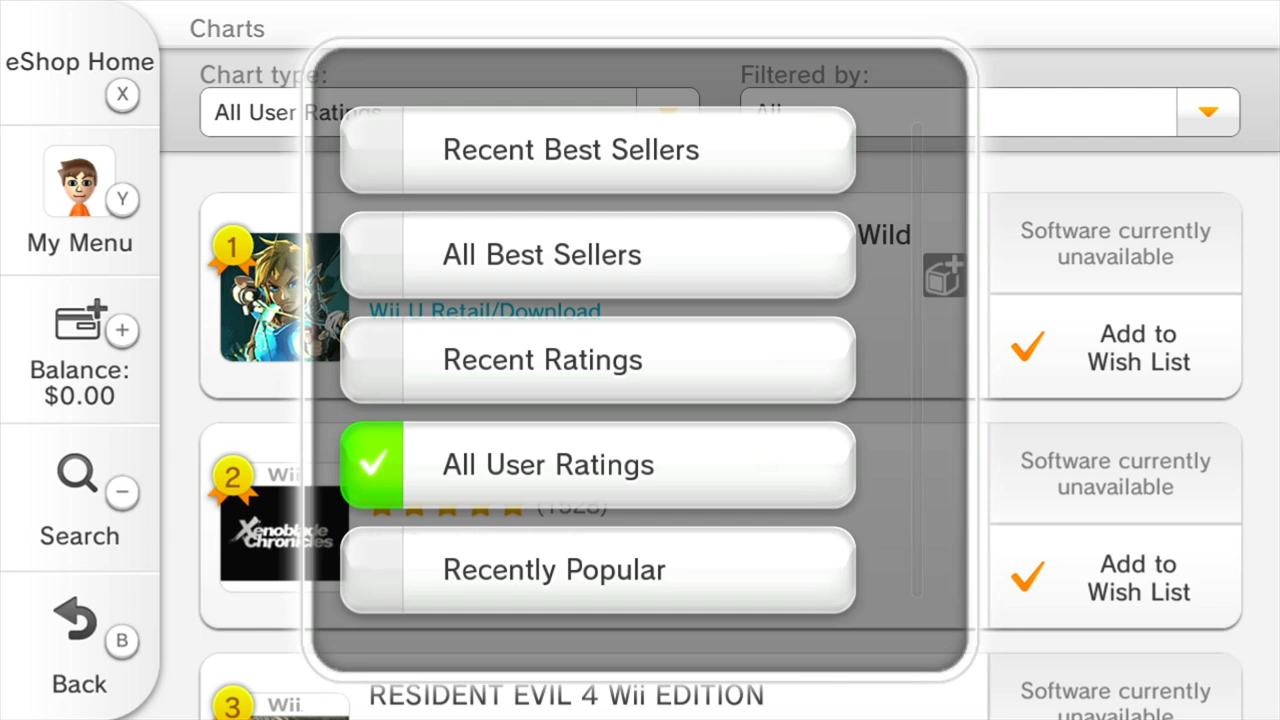 Charts
eShop Home
X
Chart type:
Filtered by:
All User Ratings
All
Recent Best Sellers
Y
My Menu
1
Wild
Software currently
unavailable
All Best Sellers
Wii U Retail/Download
+
Balance:
$0.00
Add to
Wish List
Recent Ratings
All User Ratings
2
Wii
(1528)
Software currently
unavailable
Search
−
Xenoblade
Chronicles
Recently Popular
Add to
Wish List
B
Back
3
Wii
RESIDENT EVIL 4 Wii EDITION
Software currently
unavailable